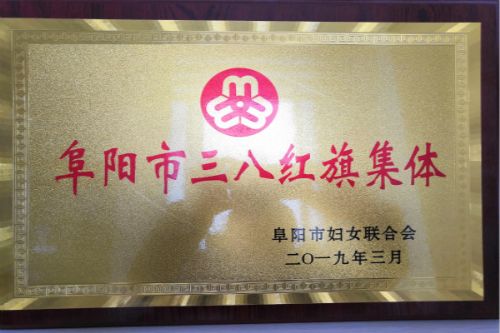 阜阳市三八红旗集体
阜阳市妇女联合会
二〇一九年三月